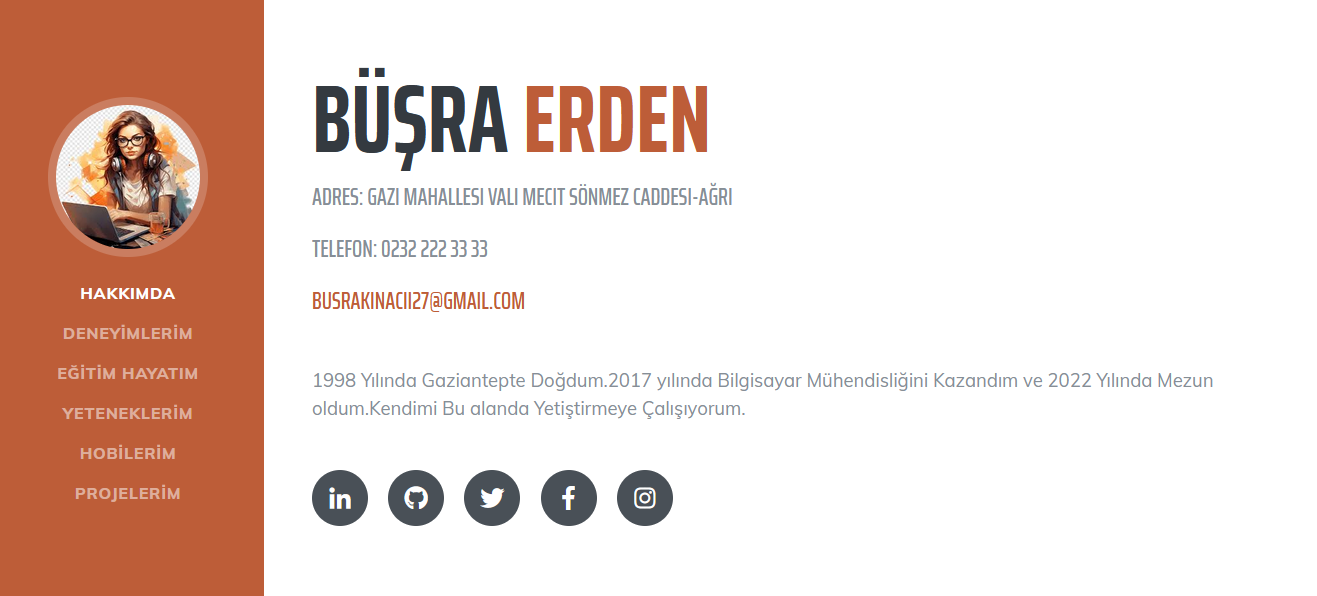 HAKKIMDA
DENEYİMLERİM
EĞİTİM HAYATIM
YETENEKLERİM
HOBİLERİM
PROJELERİM
BÜŞRA ERDEN
ADRES: GAZI MAHALLESI VALI MECIT SÖNMEZ CADDESI-AĞRI
TELEFON: 0232 222 33 33
BUSRAKINACII27@GMAIL.COM
1998 Yılında Gaziantepte Doğdum.2017 yılında Bilgisayar Mühendisliğini Kazandım ve 2022 Yılında Mezun
oldum.Kendimi Bu alanda Yetiştirmeye Çalışıyorum.